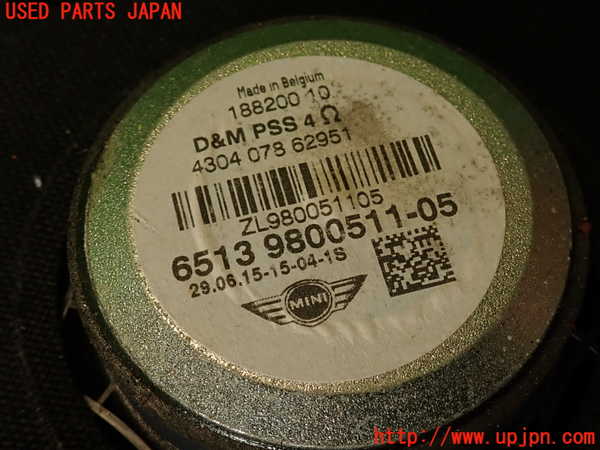 USED PARTS JAPAN
Made in Belgium
188200 10
D&M PSS 4 Ω
4304 078 62951
ZL980051105
6513 9800511-05
29.06.15-15-04-1S
MINI
http://www.upjpn.com/